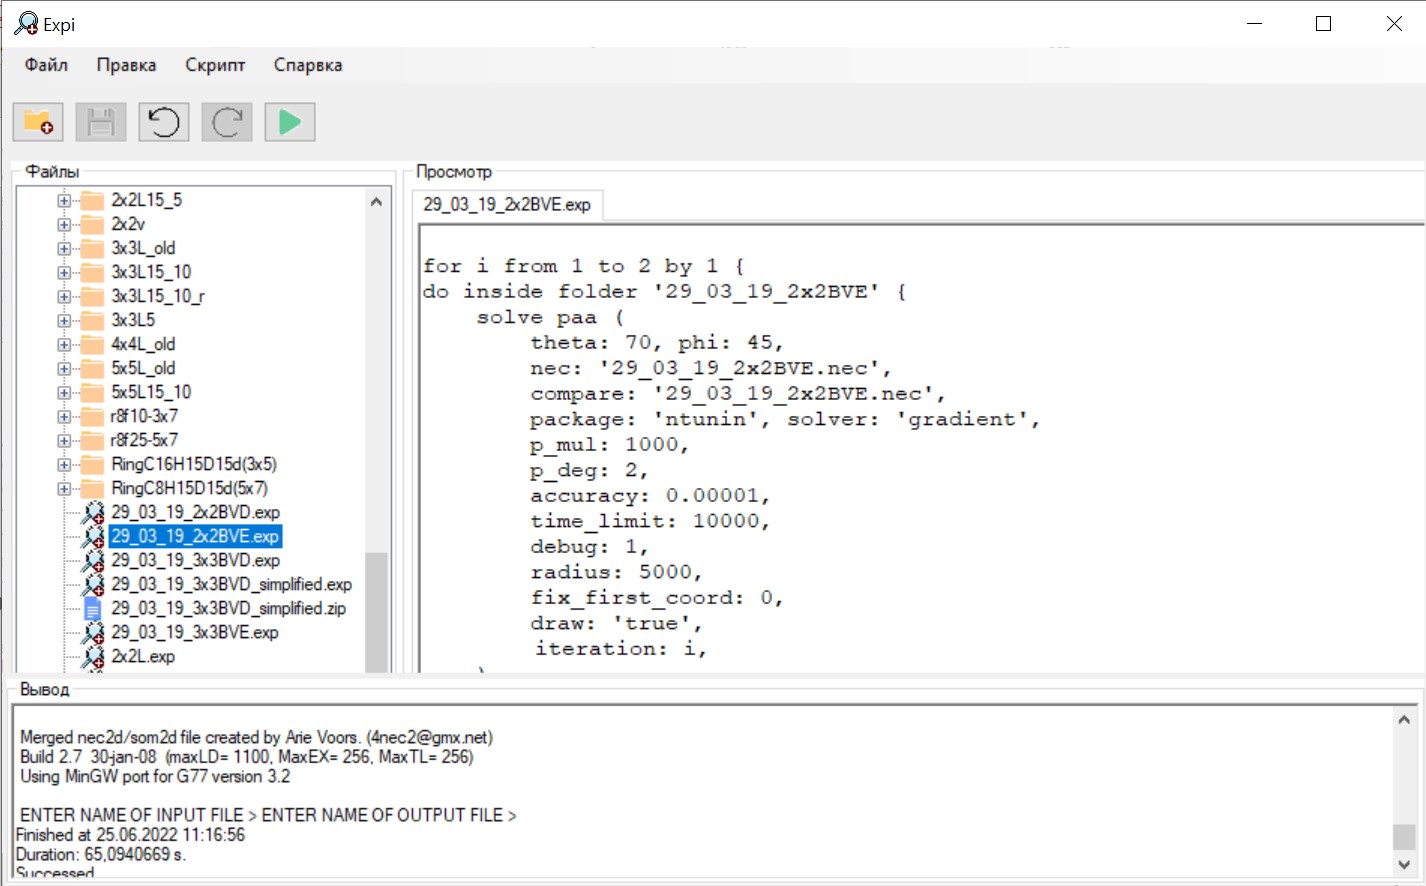 Expi
Файл Правка Скрипт Спарвка
Файлы
2x2L15_5
2x2v
3x3L_old
3x3L15_10
3x3L15_10_r
3x3L5
4x4L_old
5x5L_old
5x5L15_10
r8f10-3x7
r8f25-5x7
RingC16H15D15d(3x5)
RingC8H15D15d(5x7)
29_03_19_2x2BVD.exp
29_03_19_2x2BVE.exp
29_03_19_3x3BVD.exp
29_03_19_3x3BVD_simplified.exp
29_03_19_3x3BVD_simplified.zip
29_03_19_3x3BVE.exp
2x2L.exp
Просмотр
29_03_19_2x2BVE.exp
for i from 1 to 2 by 1 {
do inside folder '29_03_19_2x2BVE' {
solve paa (
theta: 70, phi: 45,
nec: '29_03_19_2x2BVE.nec',
compare: '29_03_19_2x2BVE.nec',
package: 'ntunin', solver: 'gradient',
p_mul: 1000,
p_deg: 2,
accuracy: 0.00001,
time_limit: 10000,
debug: 1,
radius: 5000,
fix_first_coord: 0,
draw: 'true',
iteration: i,
Вывод
Merged nec2d/som2d file created by Arie Voors. (4nec2@gmx.net)
Build 2.7 30-jan-08 (maxLD= 1100, MaxEX= 256, MaxTL= 256)
Using MinGW port for G77 version 3.2
ENTER NAME OF INPUT FILE > ENTER NAME OF OUTPUT FILE >
Finished at 25.06.2022 11:16:56
Duration: 65,0940669 s.
Successed